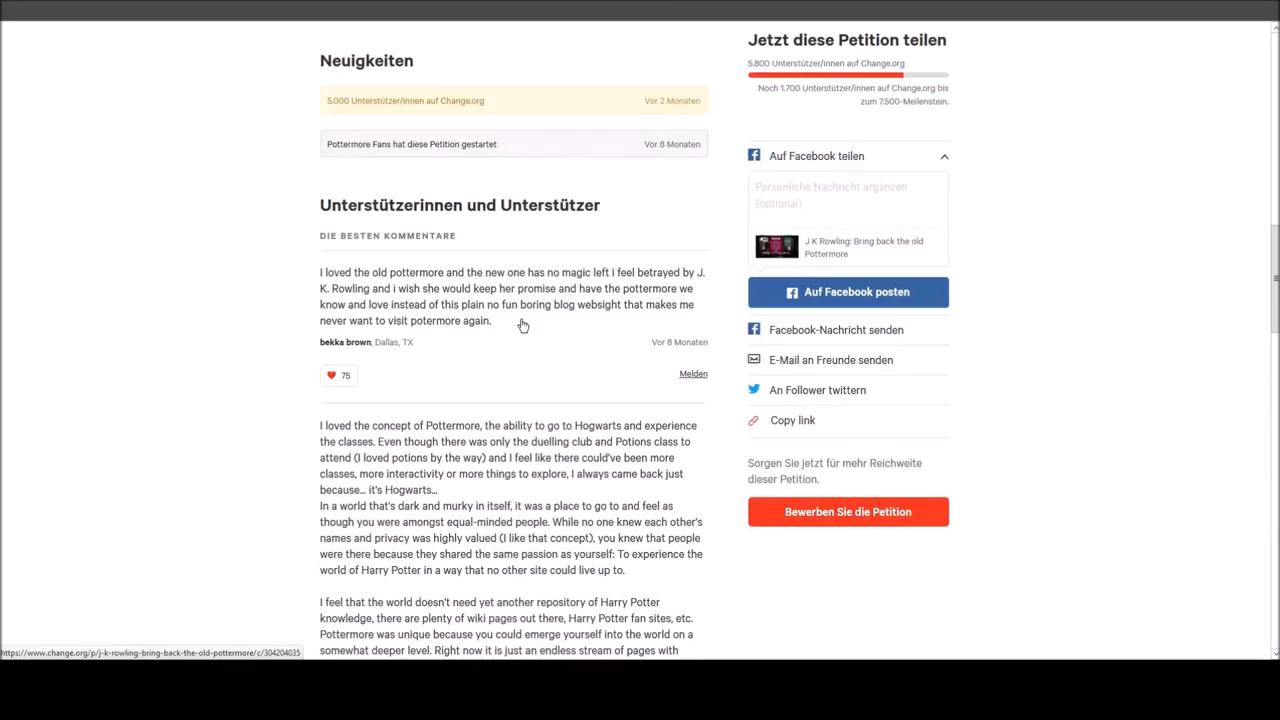 Neuigkeiten
5.000 Unterstützer/innen auf Change.org Vor 2 Monaten
Pottermore Fans hat diese Petition gestartet Vor 8 Monaten
Unterstützerinnen und Unterstützer
DIE BESTEN KOMMENTARE
I loved the old pottermore and the new one has no magic left i feel betrayed by J.
K. Rowling and i wish she would keep her promise and have the pottermore we
know and love instead of this plain no fun boring blog websight that makes me
never want to visit potermore again.
bekka brown, Dallas, TX Vor 8 Monaten
75 Melden
I loved the concept of Pottermore, the ability to go to Hogwarts and experience
the classes. Even though there was only the duelling club and Potions class to
attend (I loved potions by the way) and I feel like there could've been more
classes, more interactivity or more things to explore, I always came back just
because... it's Hogwarts...
In a world that's dark and murky in itself, it was a place to go to and feel as
though you were amongst equal-minded people. While no one knew each other's
names and privacy was highly valued (I like that concept), you knew that people
were there because they shared the same passion as yourself: To experience the
world of Harry Potter in a way that no other site could live up to.
I feel that the world doesn't need yet another repository of Harry Potter
knowledge, there are plenty of wiki pages out there, Harry Potter fan sites, etc.
Pottermore was unique because you could emerge yourself into the world on a
somewhat deeper level. Right now it is just an endless stream of pages with
Jetzt diese Petition teilen
5.800 Unterstützer/innen auf Change.org
Noch 1.700 Unterstützer/innen auf Change.org bis
zum 7.500-Meilenstein.
Auf Facebook teilen
Persönliche Nachricht ergänzen
(optional)
J K Rowling: Bring back the old
Pottermore
Auf Facebook posten
Facebook-Nachricht senden
E-Mail an Freunde senden
An Follower twittern
Copy link
Sorgen Sie jetzt für mehr Reichweite
dieser Petition.
Bewerben Sie die Petition
https://www.change.org/p/j-k-rowling-bring-back-the-old-pottermore/c/304204035